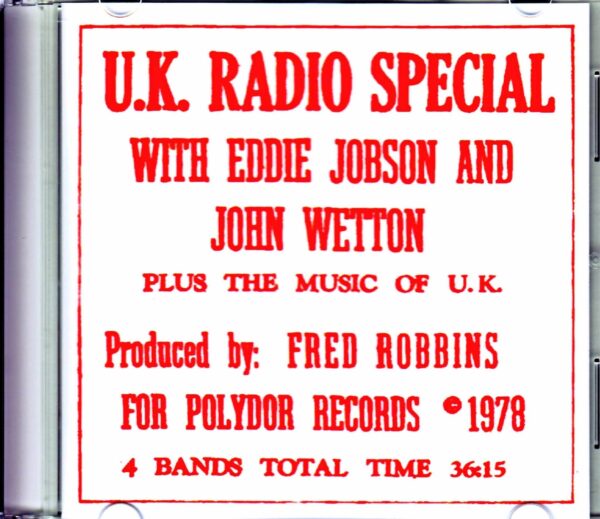 U.K. RADIO SPECIAL
WITH EDDIE JOBSON AND
JOHN WETTON
PLUS THE MUSIC OF U.K.
Produced by: FRED ROBBINS
FOR POLYDOR RECORDS ©1978
4 BANDS TOTAL TIME 36:15